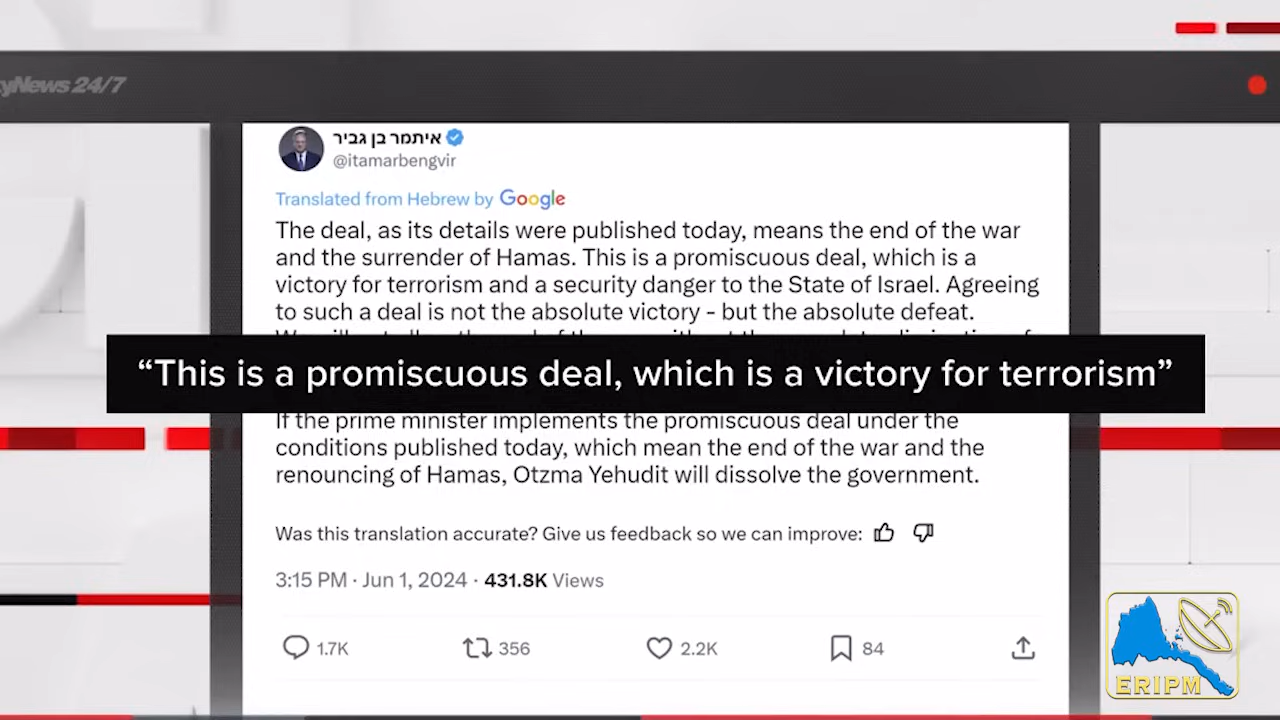 yNews 24/7
איתמר בן גביר
@itamarbengvir
Translated from Hebrew by Google
The deal, as its details were published today, means the end of the war
and the surrender of Hamas. This is a promiscuous deal, which is a
victory for terrorism and a security danger to the State of Israel. Agreeing
to such a deal is not the absolute victory - but the absolute defeat.
“This is a promiscuous deal, which is a victory for terrorism”
If the prime minister implements the promiscuous deal under the
conditions published today, which mean the end of the war and the
renouncing of Hamas, Otzma Yehudit will dissolve the government.
Was this translation accurate? Give us feedback so we can improve:
3:15 PM · Jun 1, 2024 · 431.8K Views
1.7K 356 2.2K 84
ERIPM